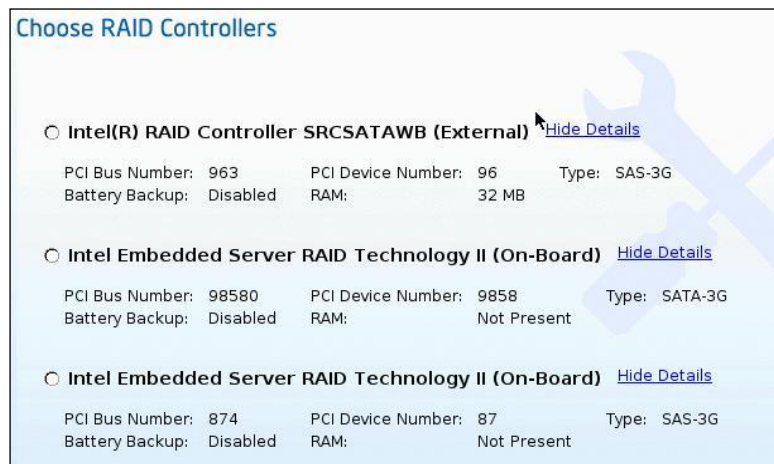 Choose RAID Controllers
Intel(R) RAID Controller SRCSATAWB (External) Hide Details
PCI Bus Number: 963 PCI Device Number: 96 Type: SAS-3G
Battery Backup: Disabled RAM: 32 MB
Intel Embedded Server RAID Technology II (On-Board) Hide Details
PCI Bus Number: 98580 PCI Device Number: 9858 Type: SATA-3G
Battery Backup: Disabled RAM: Not Present
Intel Embedded Server RAID Technology II (On-Board) Hide Details
PCI Bus Number: 874 PCI Device Number: 87 Type: SAS-3G
Battery Backup: Disabled RAM: Not Present